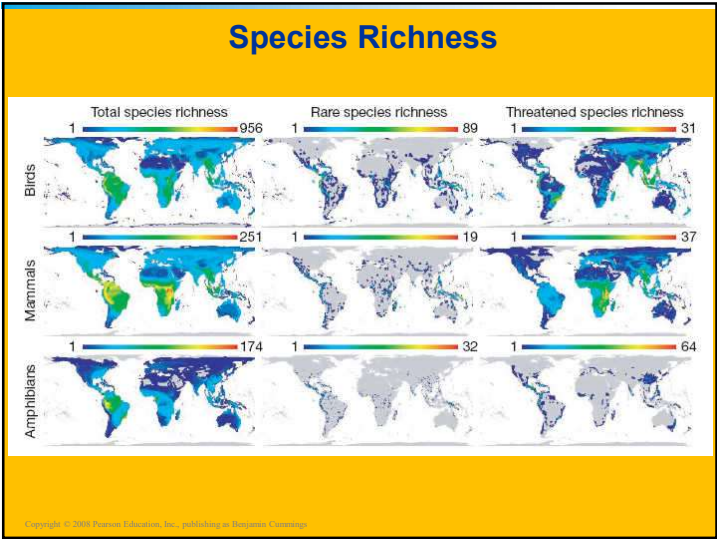 Species Richness
Total species richness Rare species richness Threatened species richness
1 956 1 89 1 31
Birds
1 251 1 19 1 37
Mammals
1 174 1 32 1 64
Amphibians
Copyright © 2008 Pearson Education, Inc., publishing as Benjamin Cummings